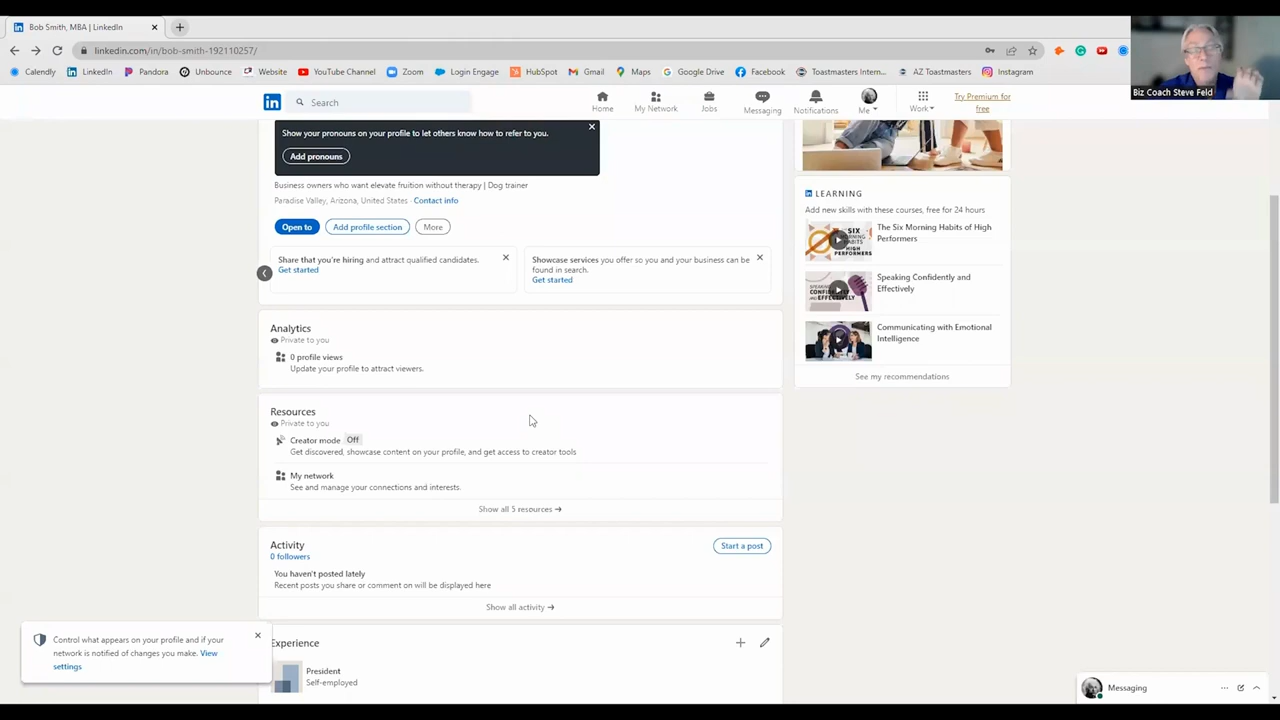 Bob Smith, MBA | LinkedIn
linkedin.com/in/bob-smith-192110257/
Calendly
LinkedIn
Pandora
Unbounce
Website
YouTube Channel
Zoom
Login Engage
HubSpot
Gmail
Maps
Google Drive
Facebook
Toastmasters Intern...
AZ Toastmasters
Instagram
Biz Coach Steve Feld
Search
Home
My Network
Jobs
Messaging
Notifications
Me
Work
Try Premium for
free
Show your pronouns on your profile to let others know how to refer to you.
Add pronouns
Business owners who want elevate fruition without therapy | Dog trainer
Paradise Valley, Arizona, United States · Contact info
Open to
Add profile section
More
Share that you're hiring and attract qualified candidates.
Get started
Showcase services you offer so you and your business can be
found in search.
Get started
Analytics
Private to you
0 profile views
Update your profile to attract viewers.
Resources
Private to you
Creator mode Off
Get discovered, showcase content on your profile, and get access to creator tools
My network
See and manage your connections and interests.
Show all 5 resources →
Activity
0 followers
Start a post
You haven't posted lately
Recent posts you share or comment on will be displayed here
Show all activity →
Experience
President
Self-employed
LEARNING
Add new skills with these courses, free for 24 hours
SIX
MORNING
HABITS OF
HIGH
PERFORMERS
The Six Morning Habits of High
Performers
SPEAKING
CONFIDENTLY
AND
EFFECTIVELY
Speaking Confidently and
Effectively
Communicating with Emotional
Intelligence
See my recommendations
Control what appears on your profile and if your
network is notified of changes you make. View
settings
Messaging